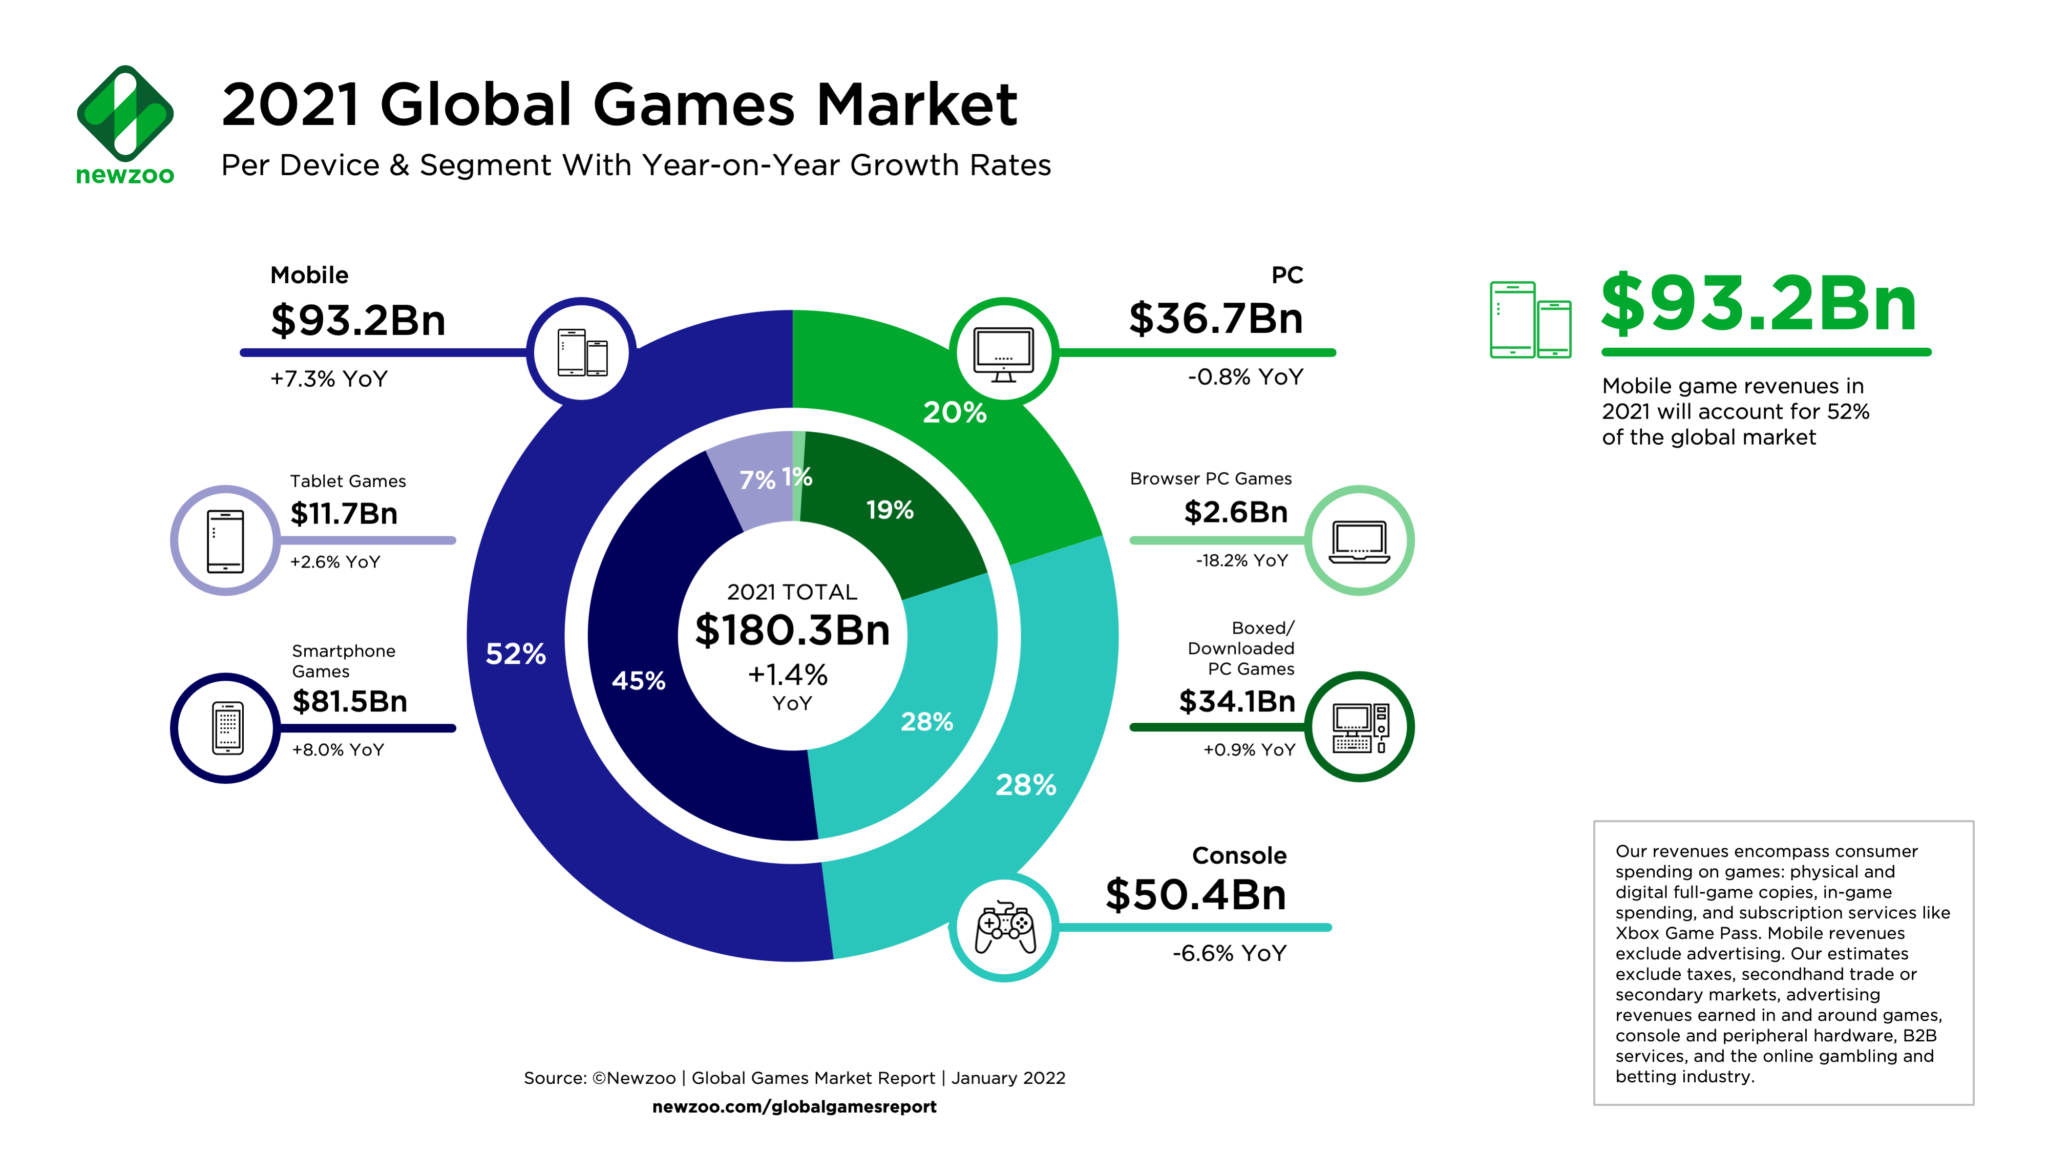 2021 Global Games Market
Per Device & Segment With Year-on-Year Growth Rates
newzoo
Mobile
$93.2Bn
+7.3% YoY
Tablet Games
$11.7Bn
+2.6% YoY
Smartphone
Games
$81.5Bn
+8.0% YoY
52%
45%
7%
1%
19%
20%
28%
28%
2021 TOTAL
$180.3Bn
+1.4%
YoY
PC
$36.7Bn
-0.8% YoY
Browser PC Games
$2.6Bn
-18.2% YoY
Boxed/
Downloaded
PC Games
$34.1Bn
+0.9% YoY
Console
$50.4Bn
-6.6% YoY
$93.2Bn
Mobile game revenues in
2021 will account for 52%
of the global market
Our revenues encompass consumer
spending on games: physical and
digital full-game copies, in-game
spending, and subscription services like
Xbox Game Pass. Mobile revenues
exclude advertising. Our estimates
exclude taxes, secondhand trade or
secondary markets, advertising
revenues earned in and around games,
console and peripheral hardware, B2B
services, and the online gambling and
betting industry.
Source: ©Newzoo | Global Games Market Report | January 2022
newzoo.com/globalgamesreport